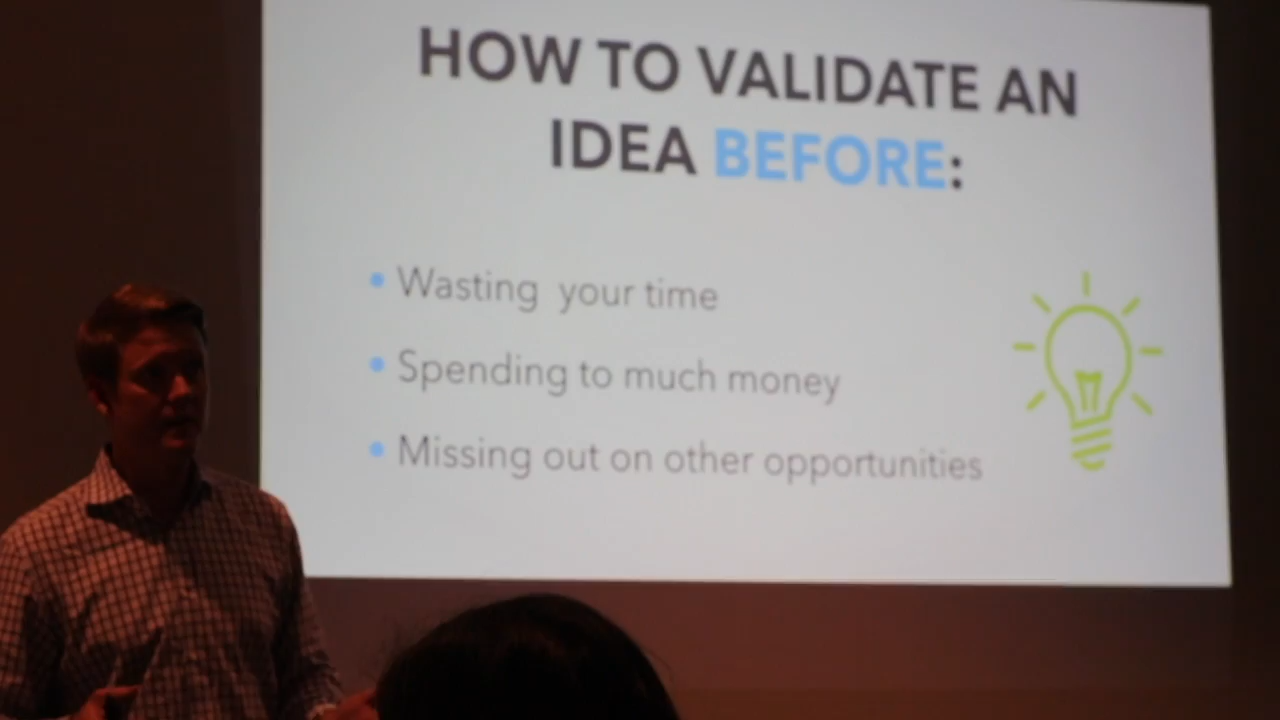 HOW TO VALIDATE AN
IDEA BEFORE:
• Wasting your time
• Spending to much money
• Missing out on other opportunities